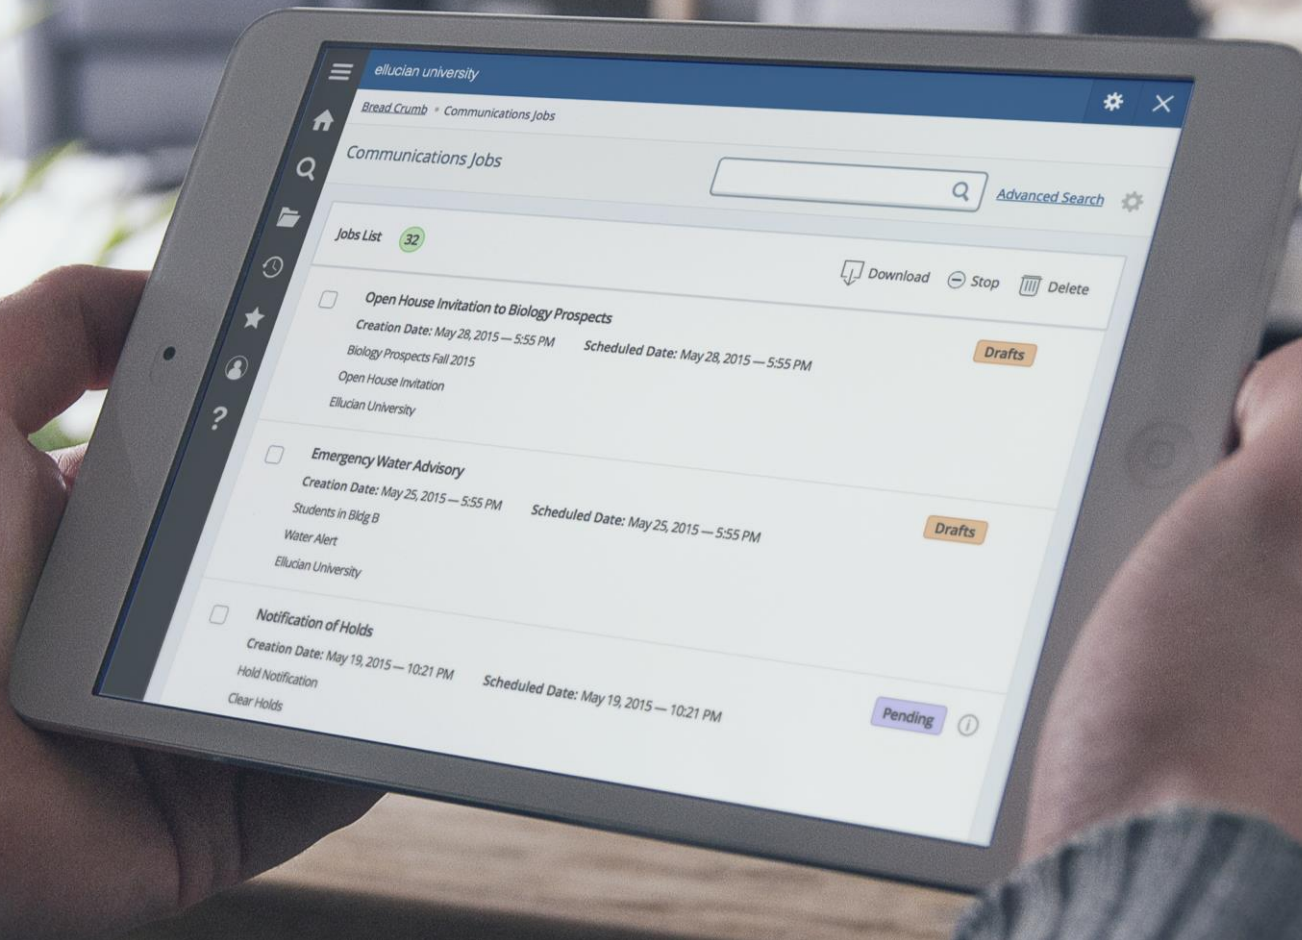 ellucian university
Bread Crumb • Communications Jobs
Communications Jobs
Advanced Search
Jobs List 32
Download Stop Delete
Open House Invitation to Biology Prospects
Creation Date: May 28, 2015 — 5:55 PM Scheduled Date: May 28, 2015 — 5:55 PM Drafts
Biology Prospects Fall 2015
Open House Invitation
Ellucian University
Emergency Water Advisory
Creation Date: May 25, 2015 — 5:55 PM Scheduled Date: May 25, 2015 — 5:55 PM Drafts
Students in Bldg B
Water Alert
Ellucian University
Notification of Holds
Creation Date: May 19, 2015 — 10:21 PM Scheduled Date: May 19, 2015 — 10:21 PM Pending
Hold Notification
Clear Holds